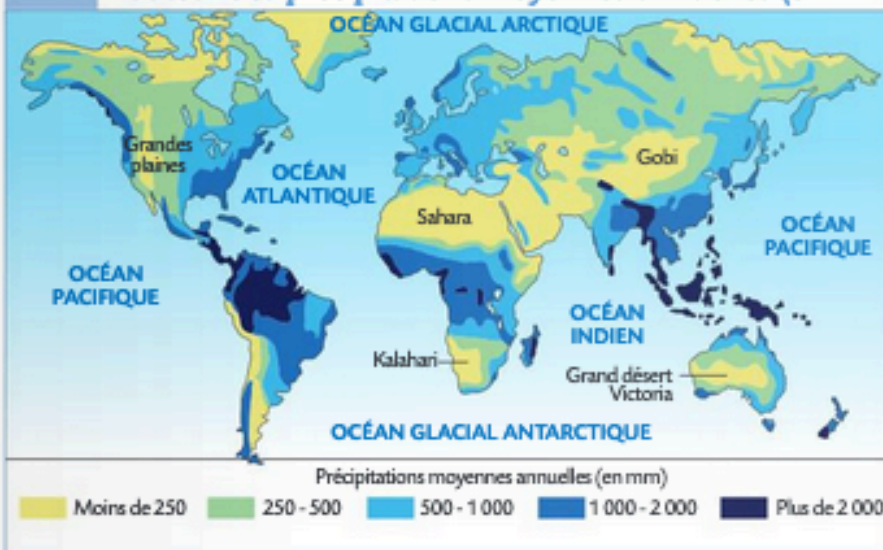 OCÉAN GLACIAL ARCTIQUE
Grandes
plaines
OCÉAN
ATLANTIQUE
Gobi
Sahara
OCÉAN
PACIFIQUE
OCÉAN
PACIFIQUE
OCÉAN
INDIEN
Kalahari
Grand désert
Victoria
OCÉAN GLACIAL ANTARCTIQUE
Précipitations moyennes annuelles (en mm)
Moins de 250
250 - 500
500 - 1 000
1 000 - 2 000
Plus de 2 000